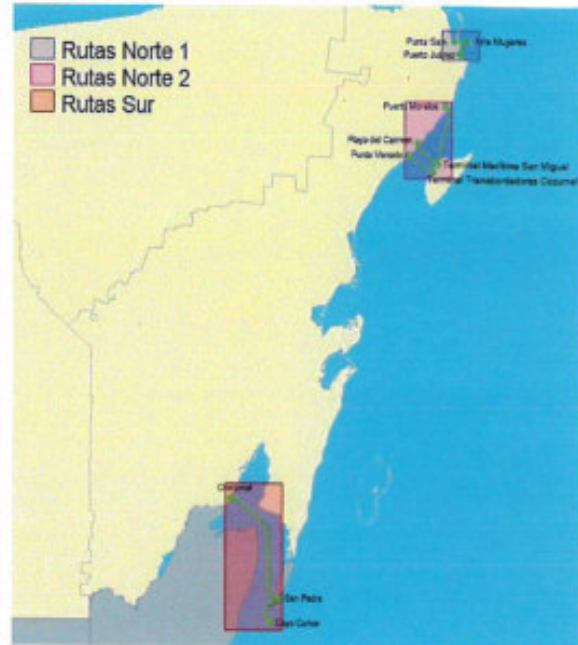 Rutas Norte 1
Rutas Norte 2
Rutas Sur
Punta Sam
Isla Mujeres
Puerto Juárez
Puerto Morelos
Playa del Carmen
Punta Venado
Terminal Marítima San Miguel
Terminal Transbordadores Cozumel
Chetumal
San Pedro
Cayo Caulker